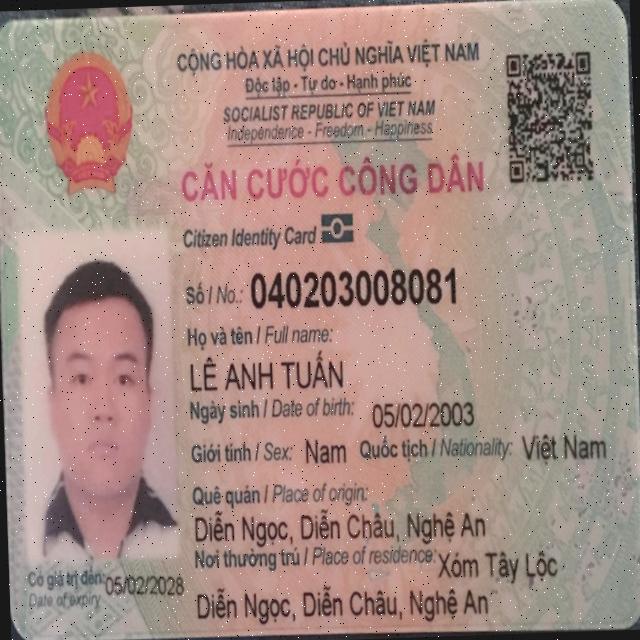 CỘNG HÒA XÃ HỘI CHỦ NGHĨA VIỆT NAM
Độc lập - Tự do - Hạnh phúc
SOCIALIST REPUBLIC OF VIET NAM
Independence - Freedom - Happiness
CĂN CƯỚC CÔNG DÂN
Citizen Identity Card
Số / No.: 040203008081
Họ và tên / Full name:
LÊ ANH TUẤN
Ngày sinh / Date of birth: 05/02/2003
Giới tính / Sex: Nam Quốc tịch / Nationality: Việt Nam
Quê quán / Place of origin:
Diễn Ngọc, Diễn Châu, Nghệ An
Nơi thường trú / Place of residence: Xóm Tây Lộc
Diễn Ngọc, Diễn Châu, Nghệ An
Có giá trị đến: 05/02/2028
Date of expiry